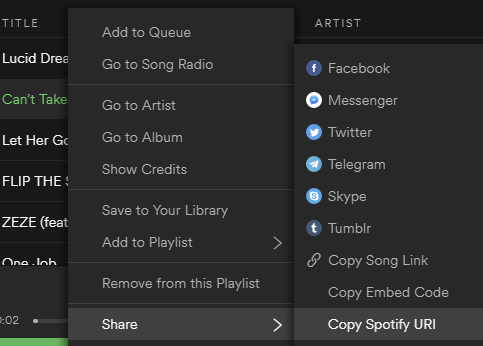 TITLE
ARTIST
Lucid Drea
Can't Take
Let Her Go
FLIP THE S
ZEZE (feat
One Job
0:02
Add to Queue
Go to Song Radio
Go to Artist
Go to Album
Show Credits
Save to Your Library
Add to Playlist
Remove from this Playlist
Share
Facebook
Messenger
Twitter
Telegram
Skype
Tumblr
Copy Song Link
Copy Embed Code
Copy Spotify URI